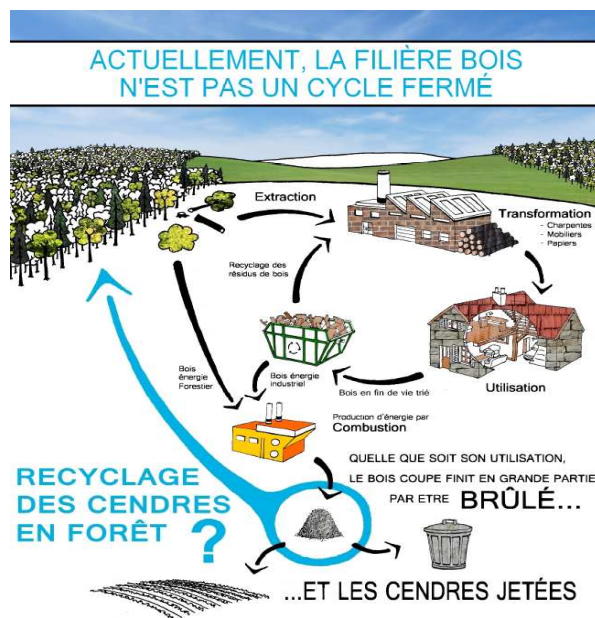 ACTUELLEMENT, LA FILIÈRE BOIS
N'EST PAS UN CYCLE FERMÉ
Extraction
Transformation
- Charpentes
- Mobiliers
- Papiers
Recyclage des
résidus de bois
Bois
énergie
Forestier
Bois énergie
industriel
Bois en fin de vie trié
Utilisation
Production d'énergie par
Combustion
QUELLE QUE SOIT SON UTILISATION,
LE BOIS COUPE FINIT EN GRANDE PARTIE
PAR ETRE BRÛLÉ...
RECYCLAGE
DES CENDRES
EN FORÊT ?
...ET LES CENDRES JETÉES